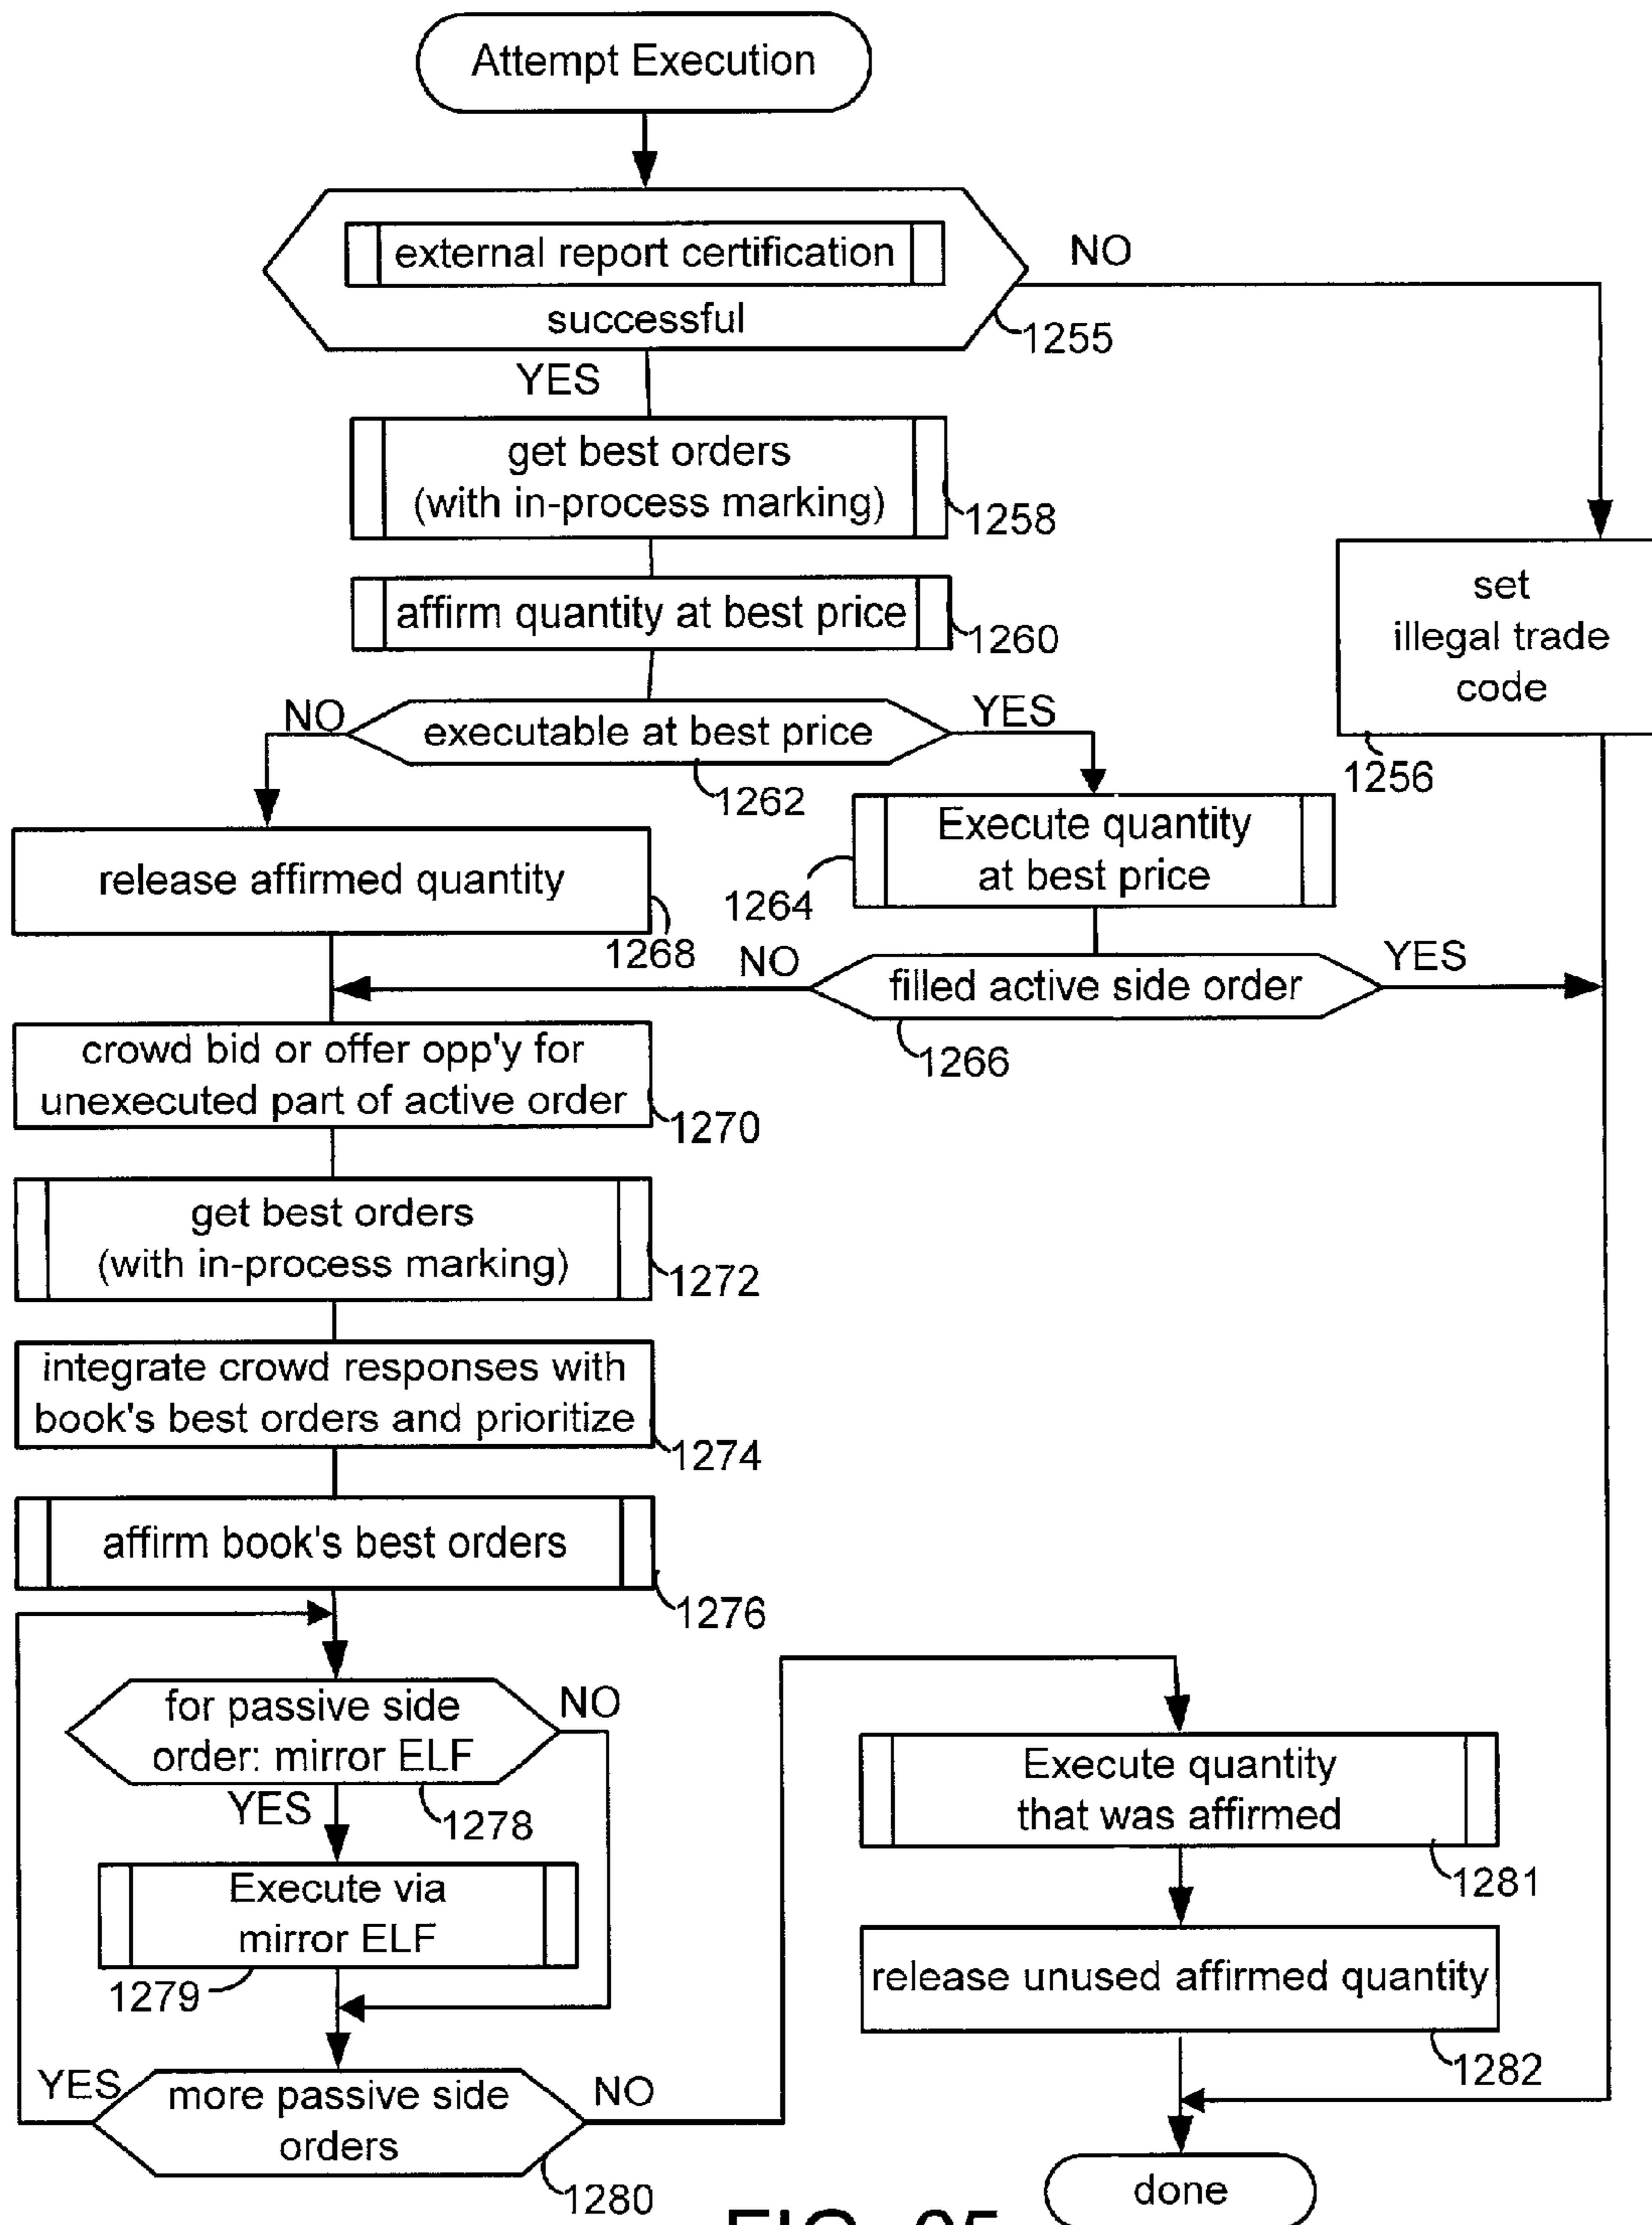 Attempt Execution
external report certification
successful
NO
1255
YES
get best orders
(with in-process marking)
1258
affirm quantity at best price
1260
set
illegal trade
code
1256
NO
executable at best price
YES
1262
Execute quantity
at best price
1264
release affirmed quantity
1268
NO
filled active side order
YES
1266
crowd bid or offer opp'y for
unexecuted part of active order
1270
get best orders
(with in-process marking)
1272
integrate crowd responses with
book's best orders and prioritize
1274
affirm book's best orders
1276
for passive side
order: mirror ELF
NO
YES
1278
Execute via
mirror ELF
1279
YES
more passive side
orders
NO
1280
Execute quantity
that was affirmed
1281
release unused affirmed quantity
1282
done